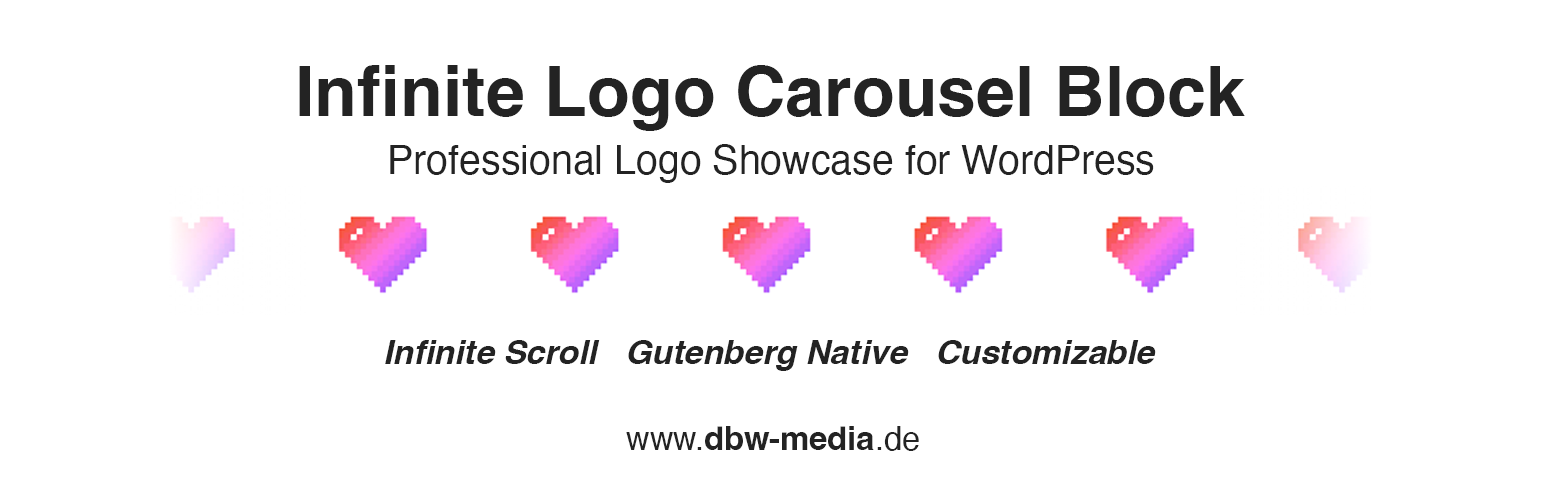 Infinite Logo Carousel Block
Professional Logo Showcase for WordPress
Infinite Scroll Gutenberg Native Customizable
www.dbw-media.de